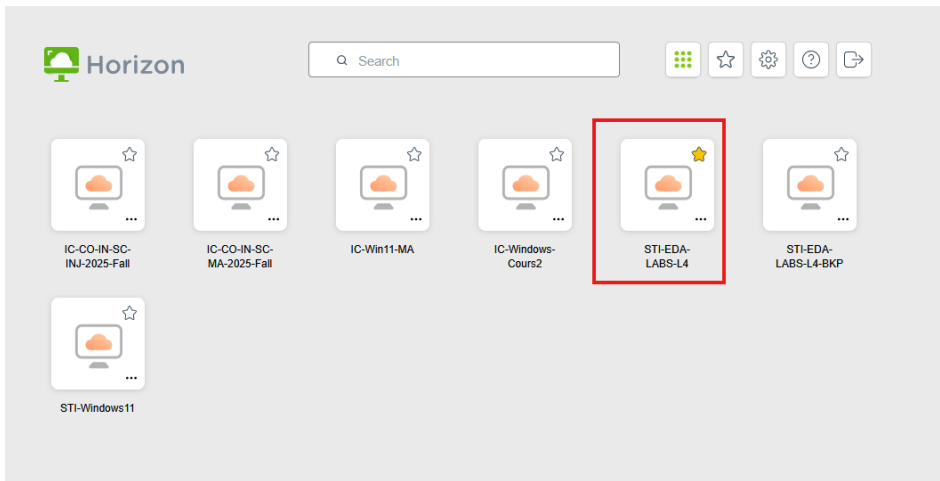 Horizon
Search
IC-CO-IN-SC-
INJ-2025-Fall
IC-CO-IN-SC-
MA-2025-Fall
IC-Win11-MA
IC-Windows-
Cours2
STI-EDA-
LABS-L4
STI-EDA-
LABS-L4-BKP
STI-Windows11